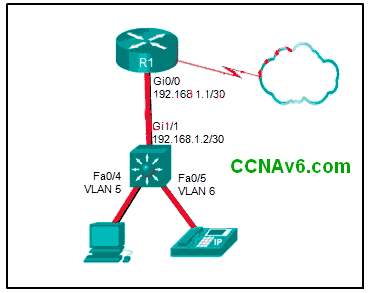 R1
Gi0/0
192.168.1.1/30
Gi1/1
192.168.1.2/30
CCNAv6.com
Fa0/4
VLAN 5
Fa0/5
VLAN 6
IP